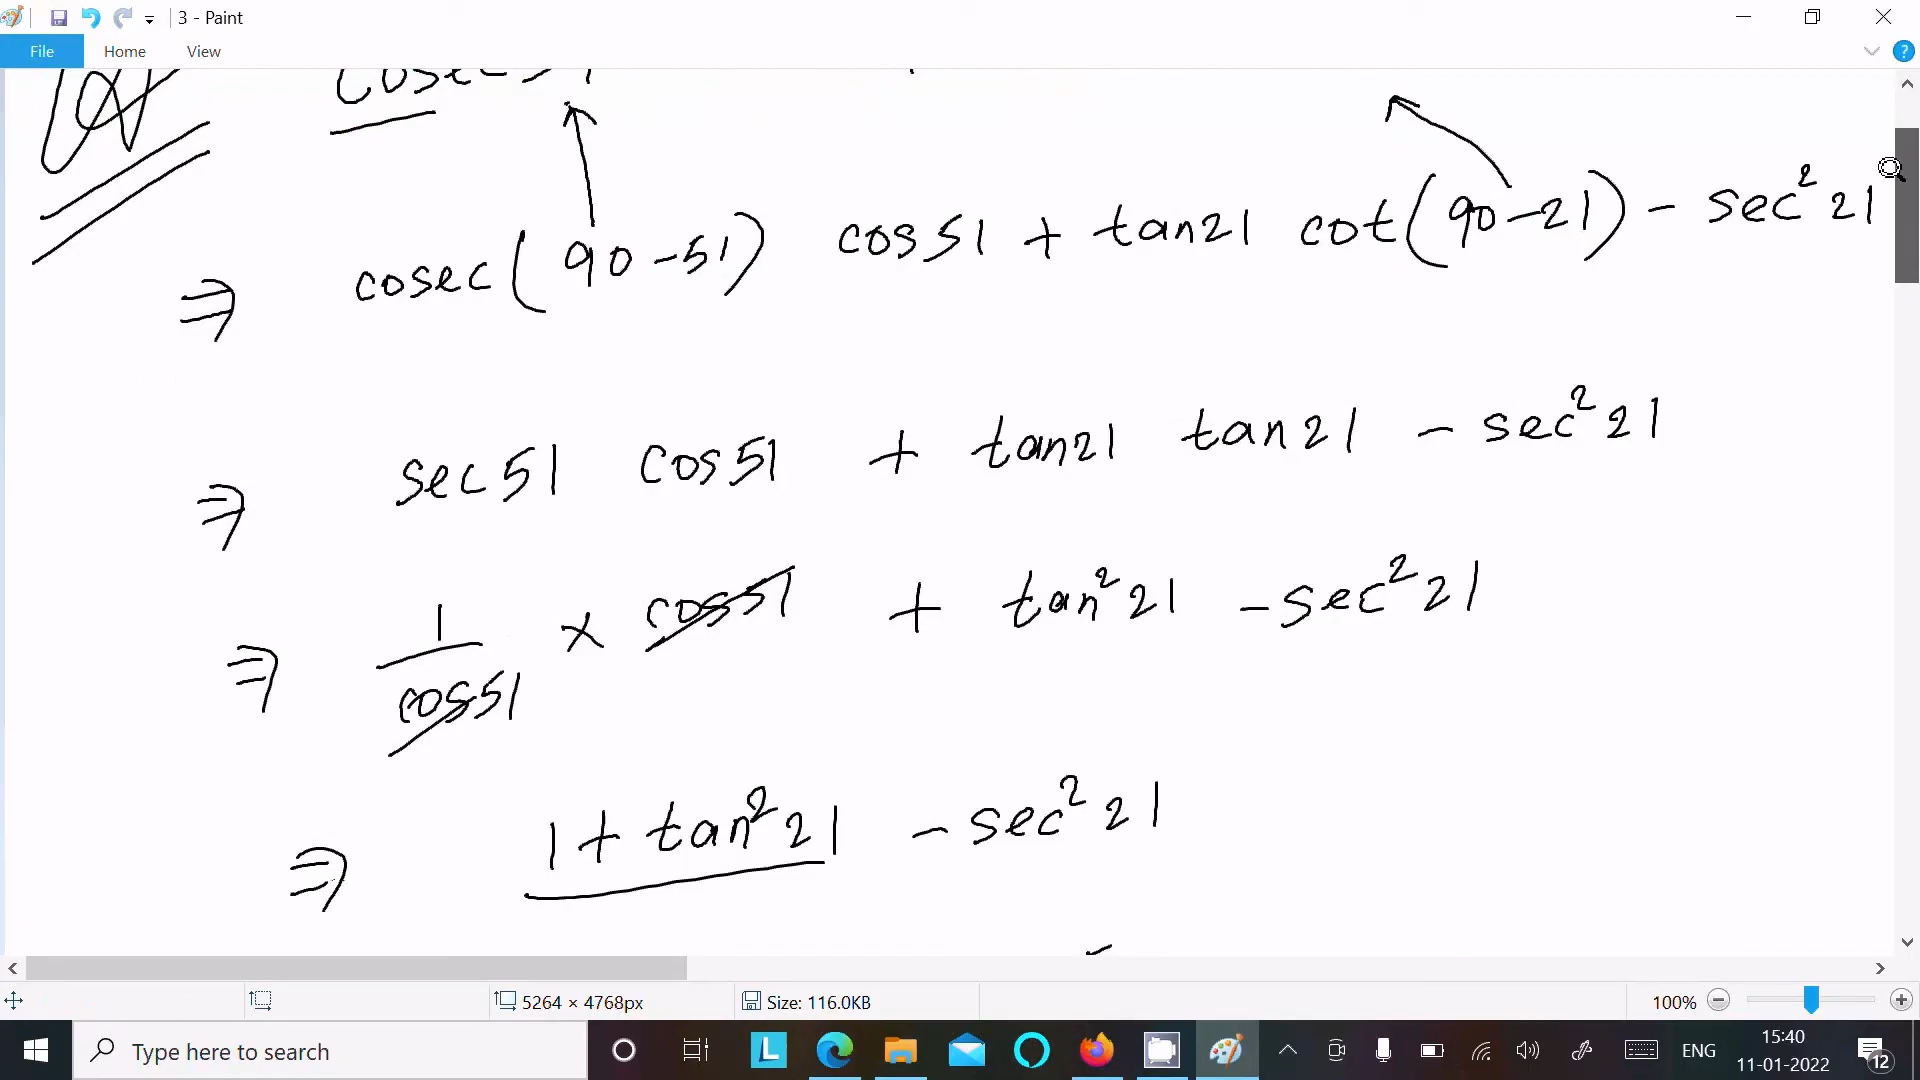 3 - Paint
File Home View
cosec
⇒ cosec(90-51) cos51 + tan21 cot(90-21) - sec²21
⇒ sec51 cos51 + tan21 tan21 - sec²21
⇒ 1/cos51 × cos51 + tan²21 - sec²21
⇒ 1 + tan²21 - sec²21
5264 × 4768px Size: 116.0KB 100%
Type here to search L ENG 15:40
11-01-2022 12